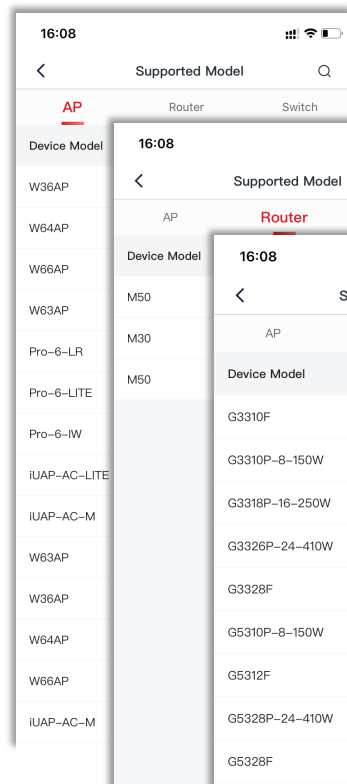 16:08
Supported Model
AP Router Switch
Device Model
W36AP
W64AP
W66AP
W63AP
Pro-6-LR
Pro-6-LITE
Pro-6-IW
iUAP-AC-LITE
iUAP-AC-M
W63AP
W36AP
W64AP
W66AP
iUAP-AC-M
16:08
Supported Model
AP Router
Device Model
M50
M30
M50
16:08
S
AP
Device Model
G3310F
G3310P-8-150W
G3318P-16-250W
G3326P-24-410W
G3328F
G5310P-8-150W
G5312F
G5328P-24-410W
G5328F